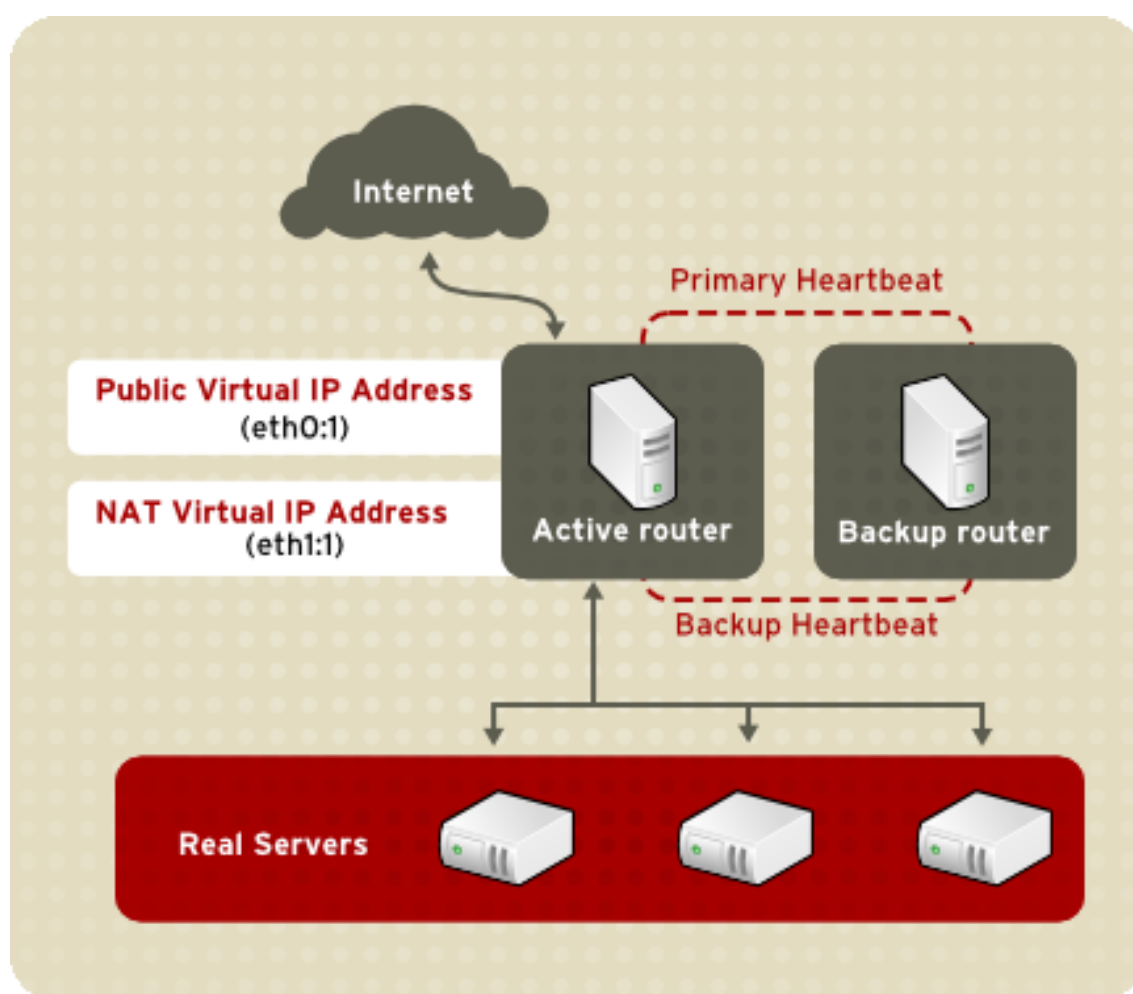 Internet
Primary Heartbeat
Public Virtual IP Address
(eth0:1)
NAT Virtual IP Address
(eth1:1)
Active router
Backup router
Backup Heartbeat
Real Servers